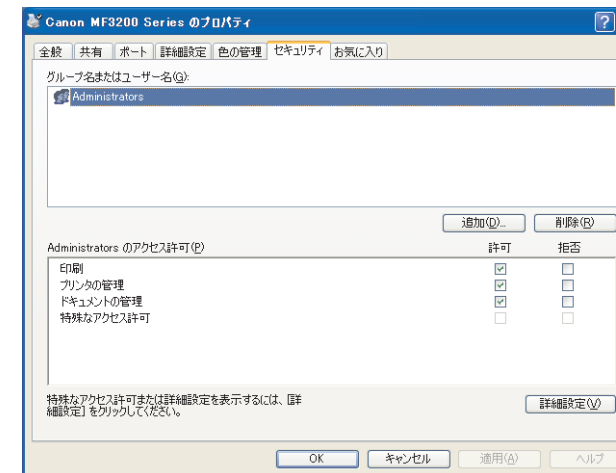 Canon MF3200 Series のプロパティ
?
全般 共有 ポート 詳細設定 色の管理 セキュリティ お気に入り
グループ名またはユーザー名(G):
Administrators
追加(D)... 削除(R)
Administrators のアクセス許可(P) 許可 拒否
印刷
プリンタの管理
ドキュメントの管理
特殊なアクセス許可
特殊なアクセス許可または詳細設定を表示するには、[詳
細設定] をクリックしてください。
詳細設定(V)
OK キャンセル 適用(A) ヘルプ